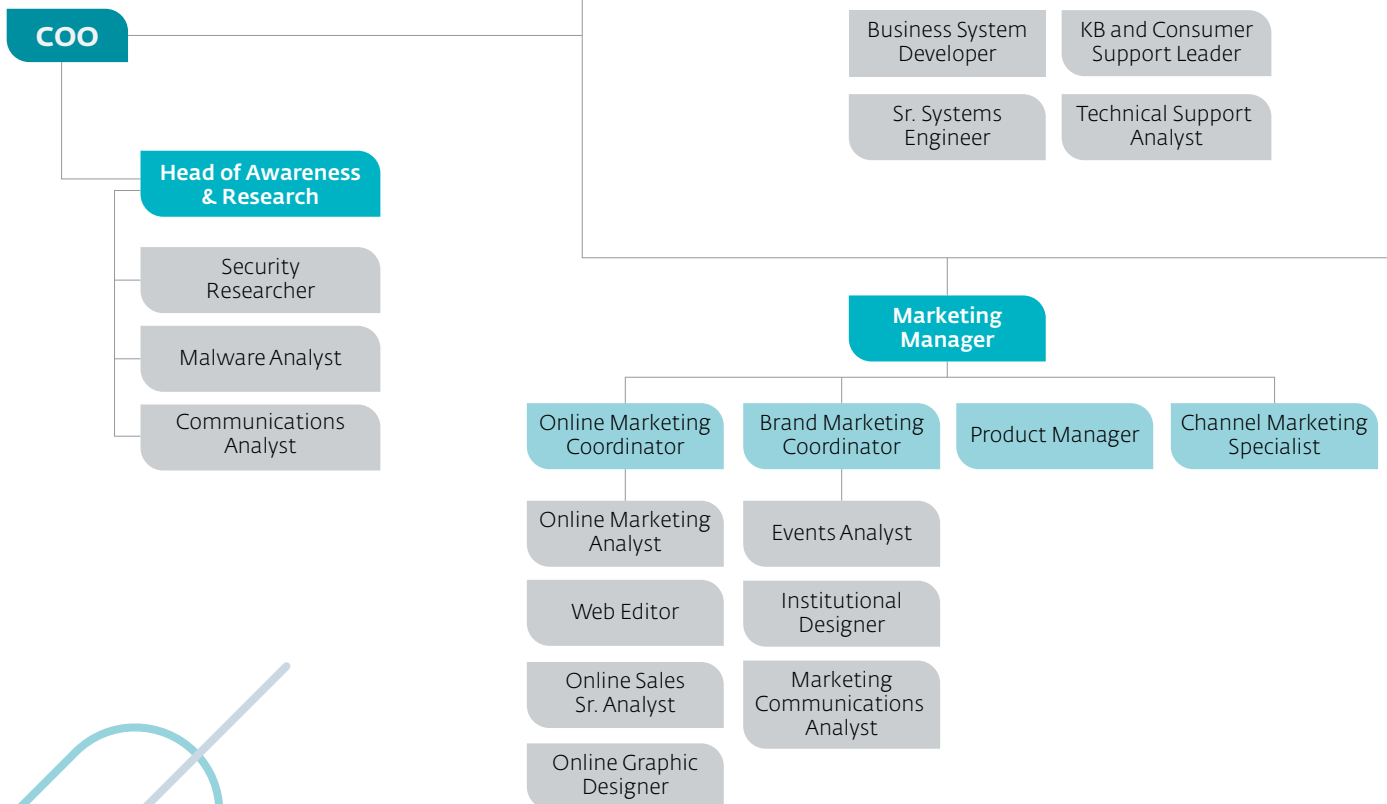 COO
Business System
Developer
KB and Consumer
Support Leader
Sr. Systems
Engineer
Technical Support
Analyst
Head of Awareness
& Research
Security
Researcher
Malware Analyst
Communications
Analyst
Marketing
Manager
Online Marketing
Coordinator
Brand Marketing
Coordinator
Product Manager
Channel Marketing
Specialist
Online Marketing
Analyst
Events Analyst
Web Editor
Institutional
Designer
Online Sales
Sr. Analyst
Marketing
Communications
Analyst
Online Graphic
Designer